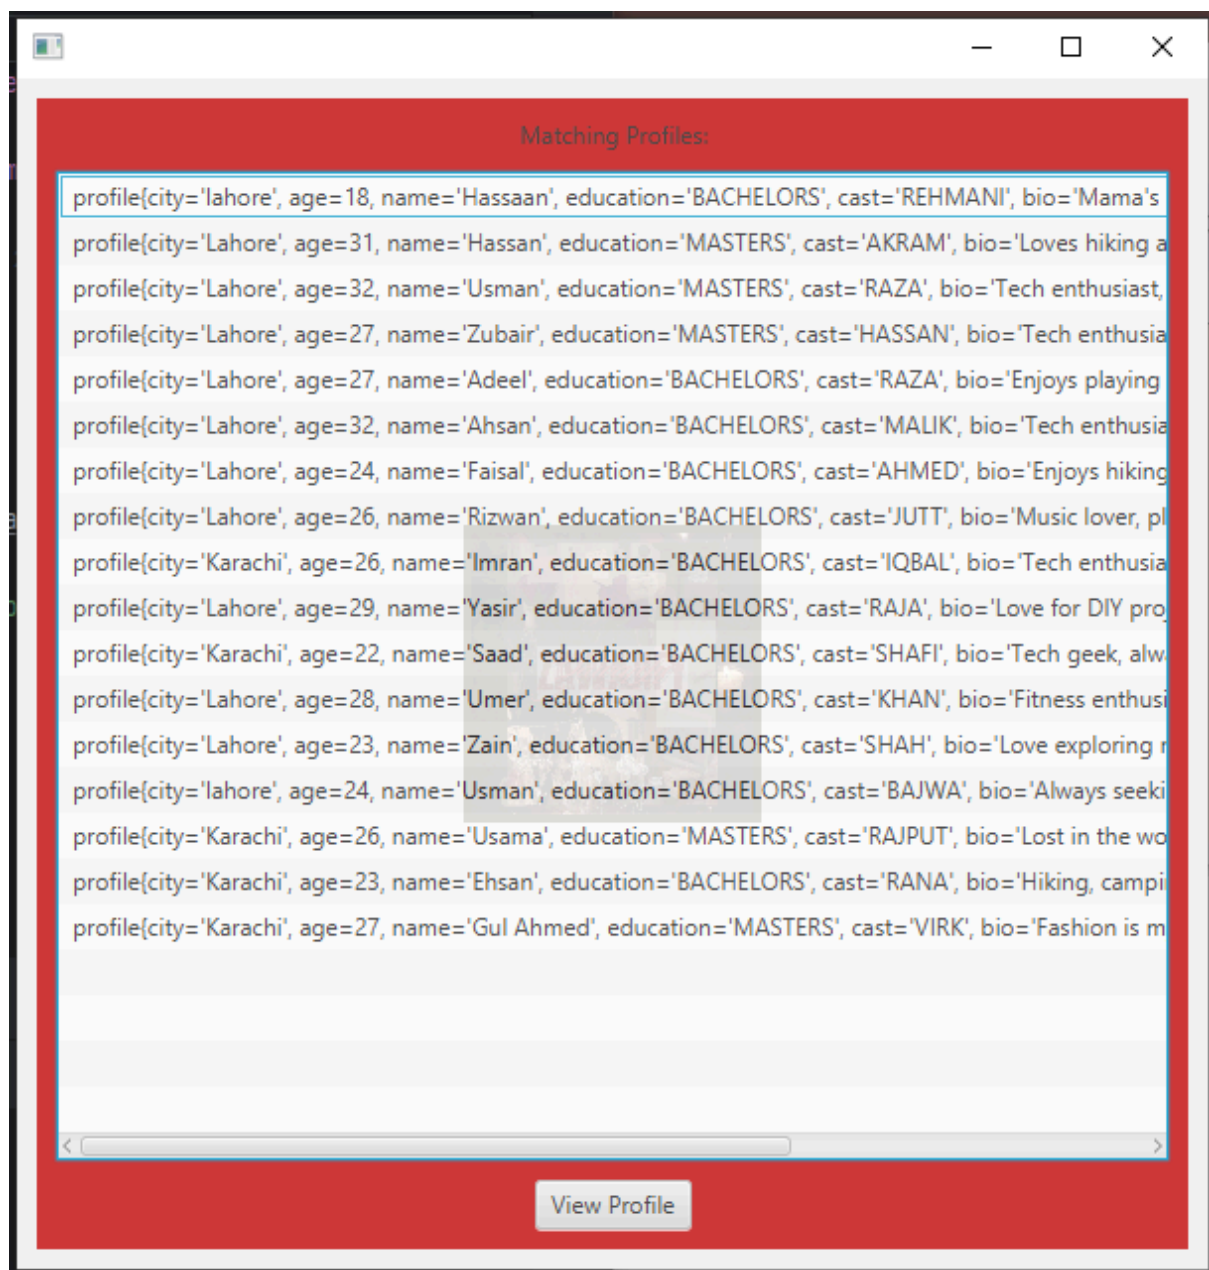 Matching Profiles:
profile{city='lahore', age=18, name='Hassaan', education='BACHELORS', cast='REHMANI', bio='Mama's
profile{city='Lahore', age=31, name='Hassan', education='MASTERS', cast='AKRAM', bio='Loves hiking a
profile{city='Lahore', age=32, name='Usman', education='MASTERS', cast='RAZA', bio='Tech enthusiast,
profile{city='Lahore', age=27, name='Zubair', education='MASTERS', cast='HASSAN', bio='Tech enthusia
profile{city='Lahore', age=27, name='Adeel', education='BACHELORS', cast='RAZA', bio='Enjoys playing
profile{city='Lahore', age=32, name='Ahsan', education='BACHELORS', cast='MALIK', bio='Tech enthusia
profile{city='Lahore', age=24, name='Faisal', education='BACHELORS', cast='AHMED', bio='Enjoys hiking
profile{city='Lahore', age=26, name='Rizwan', education='BACHELORS', cast='JUTT', bio='Music lover, pl
profile{city='Karachi', age=26, name='Imran', education='BACHELORS', cast='IQBAL', bio='Tech enthusia
profile{city='Lahore', age=29, name='Yasir', education='BACHELORS', cast='RAJA', bio='Love for DIY proj
profile{city='Karachi', age=22, name='Saad', education='BACHELORS', cast='SHAFI', bio='Tech geek, alw
profile{city='Lahore', age=28, name='Umer', education='BACHELORS', cast='KHAN', bio='Fitness enthusi
profile{city='Lahore', age=23, name='Zain', education='BACHELORS', cast='SHAH', bio='Love exploring
profile{city='lahore', age=24, name='Usman', education='BACHELORS', cast='BAJWA', bio='Always seeki
profile{city='Karachi', age=26, name='Usama', education='MASTERS', cast='RAJPUT', bio='Lost in the wo
profile{city='Karachi', age=23, name='Ehsan', education='BACHELORS', cast='RANA', bio='Hiking, campi
profile{city='Karachi', age=27, name='Gul Ahmed', education='MASTERS', cast='VIRK', bio='Fashion is m
View Profile